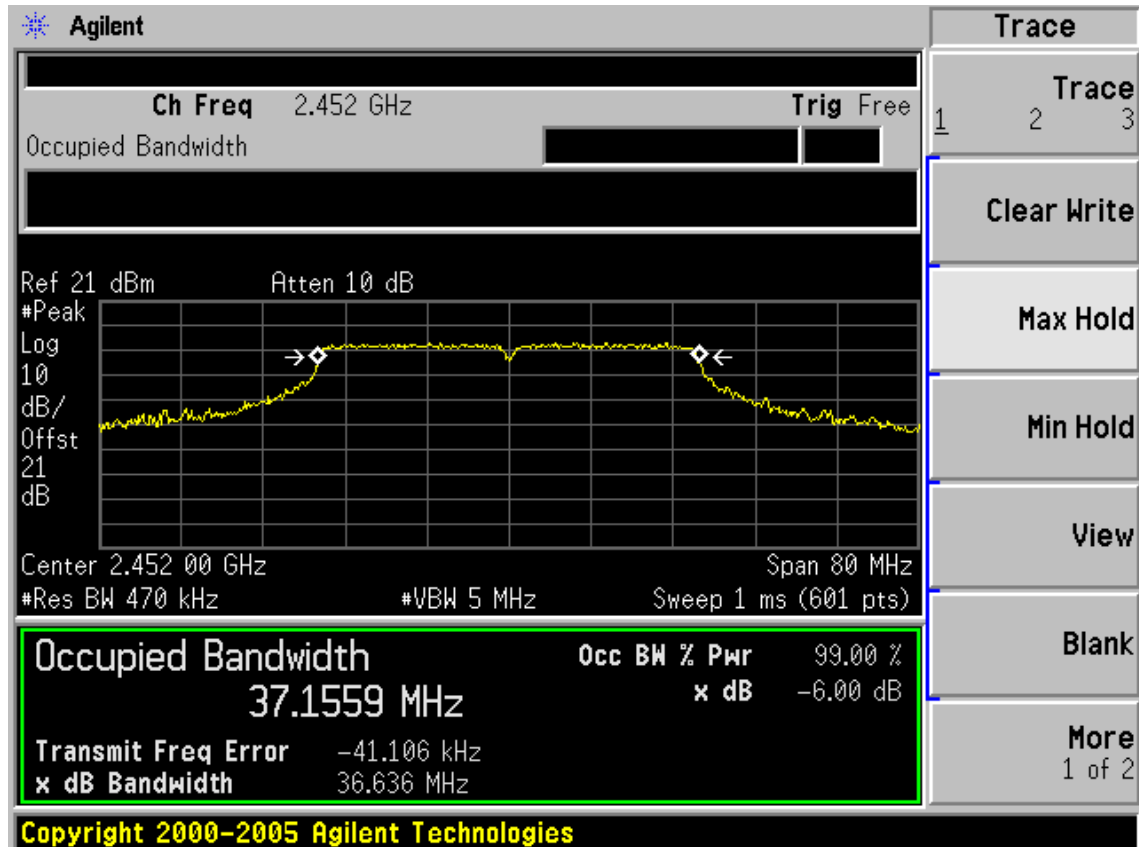 Agilent
Trace
Ch Freq 2.452 GHz Trig Free
Occupied Bandwidth
Trace
1 2 3
Clear Write
Max Hold
Min Hold
View
Blank
More
1 of 2
Ref 21 dBm Atten 10 dB
#Peak
Log
10
dB/
Offst
21
dB
Center 2.452 00 GHz Span 80 MHz
#Res BW 470 kHz #VBW 5 MHz Sweep 1 ms (601 pts)
Occupied Bandwidth
37.1559 MHz
Occ BW % Pwr 99.00 %
x dB -6.00 dB
Transmit Freq Error -41.106 kHz
x dB Bandwidth 36.636 MHz
Copyright 2000-2005 Agilent Technologies